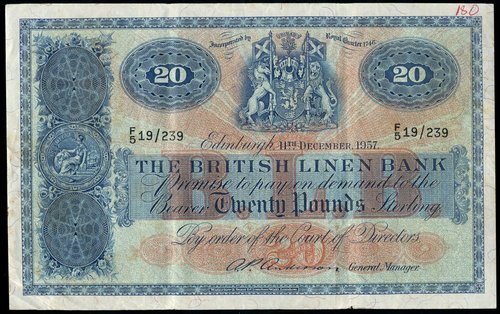 180
Incorporated by Royal Charter 1746.
20 20
F/5 19/239 F/5 19/239
Edinburgh, 11TH DECEMBER, 1957.
THE BRITISH LINEN BANK
Promise to pay on demand to the
Bearer Twenty Pounds Sterling
By order of the Court of Directors.
£20
General Manager